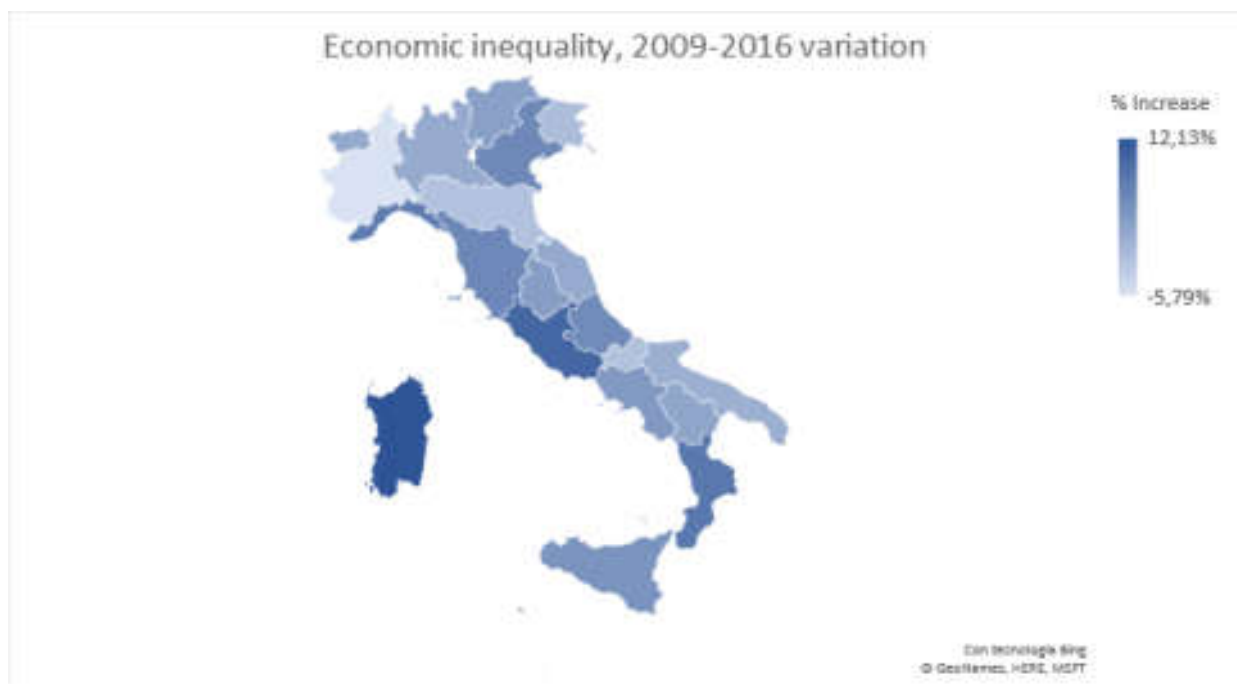 Economic inequality, 2009-2016 variation
% Increase
12,13%
-5,79%
Con tecnologia Bing
© GeoNames, HERE, MSFT